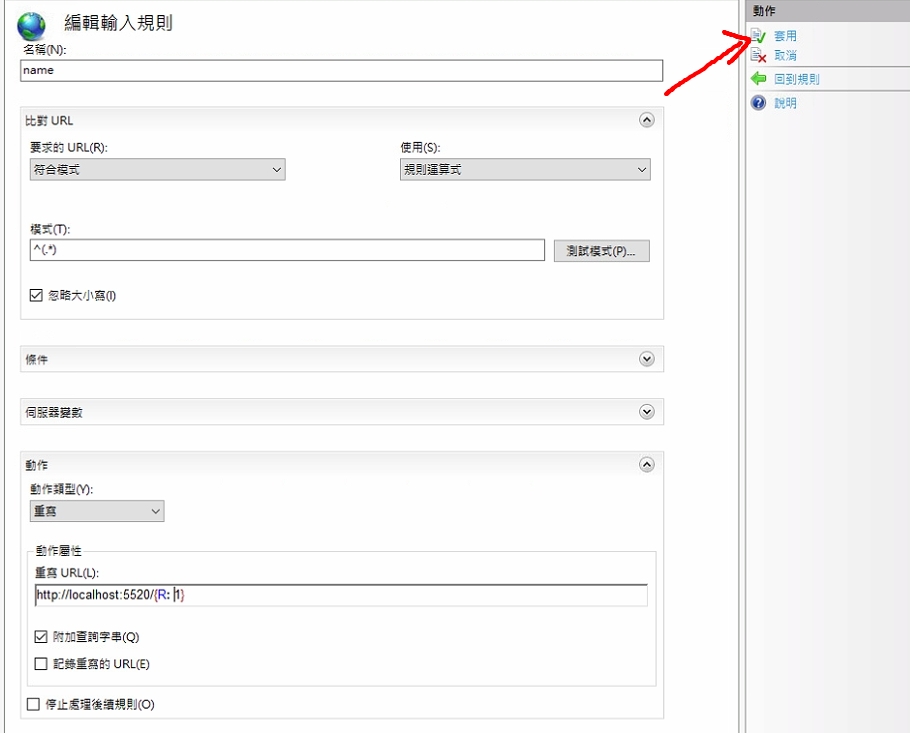 編輯輸入規則
名稱(N):
name
比對 URL
要求的 URL(R):
使用(S):
符合模式
規則運算式
模式(T):
^(.*)
測試模式(P)...
忽略大小寫(I)
條件
伺服器變數
動作
動作類型(Y):
重寫
動作屬性
重寫 URL(L):
http://localhost:5520/{R: 1}
附加查詢字串(Q)
記錄重寫的 URL(E)
停止處理後續規則(O)
動作
套用
取消
回到規則
說明